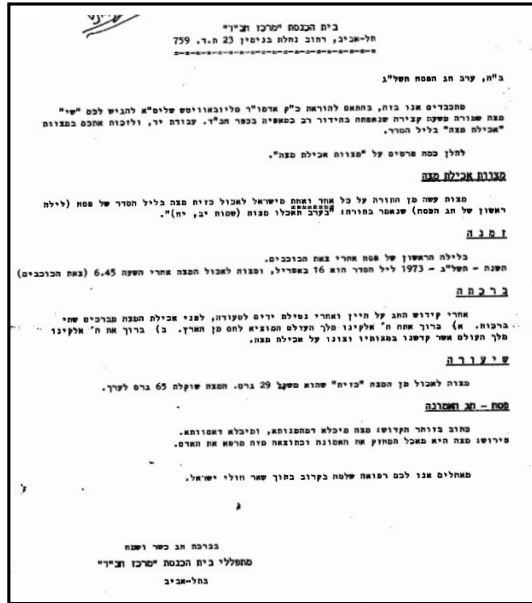 בית הכנסת "מרכז חב"ד"
תל-אביב, רחוב נחלת בנימין 23 ת.ד. 759
ב"ה, ערב חג הפסח תשל"ג
מתכבדים אנו בזה, בהתאם להוראת כ"ק אדמו"ר מליובאוויטש שליט"א להגיש לכם "שי"
מצה שמורה משעת קצירה שנאפתה בהידור רב במאפיה בכפר חב"ד. עבודת יד, ולזכות אתכם במצוות
"אכילת מצה" בליל הסדר.
להלן כמה פרטים על "מצוות אכילת מצה".
מצוות אכילת מצה
מצות עשה מן התורה על כל אחד ואחת מישראל לאכול כזית מצה בליל הסדר של פסח (לילה
ראשון של חג הפסח) שנאמר בתורה: "בערב תאכלו מצות (שמות יב, יח)".
זמנה
בלילה הראשון של פסח אחרי צאת הכוכבים.
השנה - תשל"ג - 1973 ליל הסדר הוא 16 באפריל, ומצוה לאכול המצה אחרי השעה 6.45 (צאת הכוכבים)
ברכתה
אחרי קידוש החג על היין ואחרי נטילת ידים לסעודה, לפני אכילת המצה מברכים שתי
ברכות. א) ברוך אתה ה' אלקינו מלך העולם המוציא לחם מן הארץ. ב) ברוך את ה' אלקינו
מלך העולם אשר קדשנו במצותיו וצונו על אכילת מצה.
שיעורה
מצוה לאכול מן המצה "כזית" שהוא משקל 29 גרם. המצה שוקלת 65 גרם לערך.
פסח - חג האמונה
כתוב בזוהר הקדוש: מצה מיכלא דמהמנותא, ומיכלא דאסוותא.
פירוש: מצה היא מאכל המחזק את האמונה וכתוצאה מזה מרפא את האדם.
מאחלים אנו לכם רפואה שלמה בקרוב בתוך שאר חולי ישראל.
בברכת חג כשר ושמח
מתפללי בית הכנסת "מרכז חב"ד"
בתל-אביב